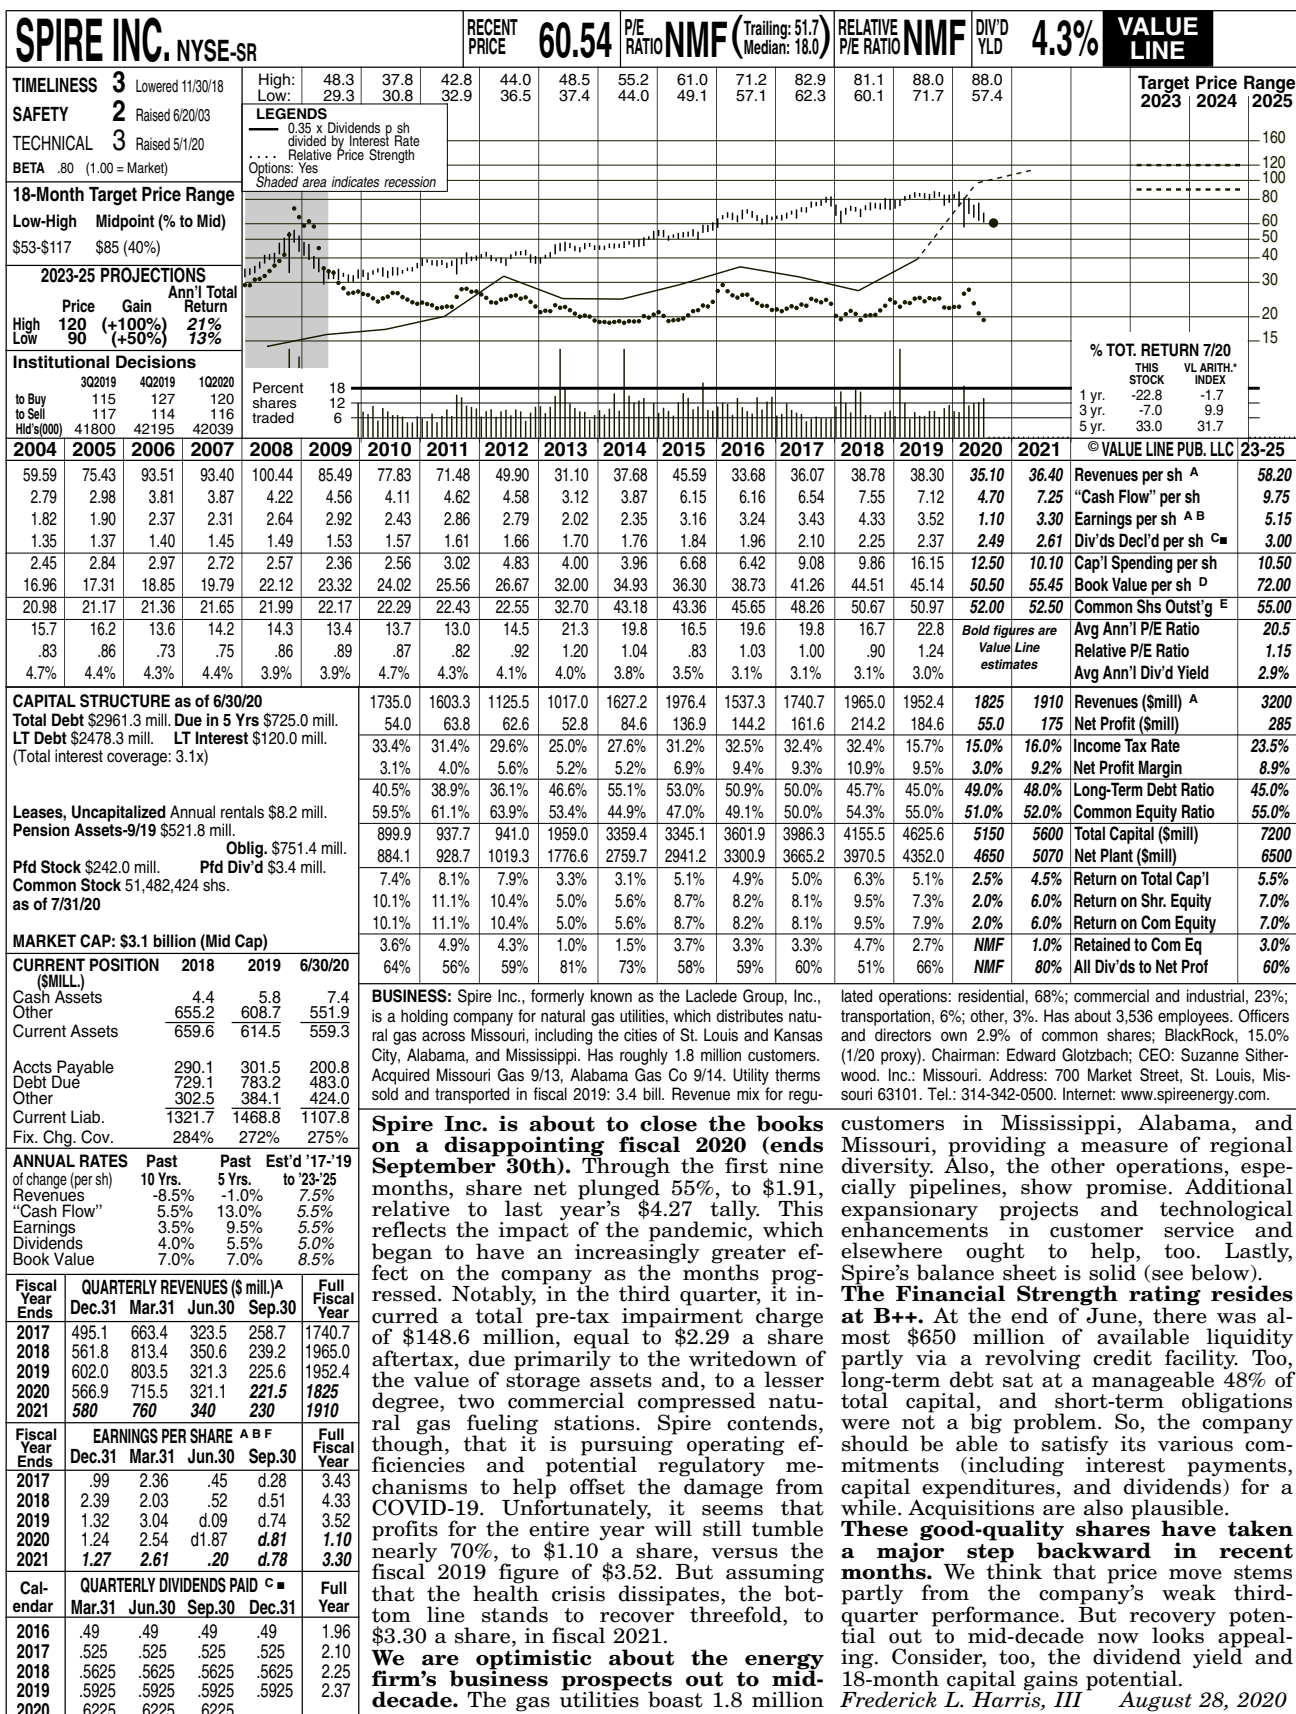 SPIRE INC. NYSE-SR
RECENT PRICE 60.54
P/E RATIO NMF (Trailing: 51.7 Median: 18.0)
RELATIVE P/E RATIO NMF
DIV'D YLD 4.3%
VALUE LINE
TIMELINESS 3 Lowered 11/30/18
SAFETY 2 Raised 6/20/03
TECHNICAL 3 Raised 5/1/20
BETA .80 (1.00 = Market)
18-Month Target Price Range
Low-High Midpoint (% to Mid)
$53-$117 $85 (40%)
2023-25 PROJECTIONS
Price Gain Ann'l Total Return
High 120 (+100%) 21%
Low 90 (+50%) 13%
Institutional Decisions
3Q2019 4Q2019 1Q2020
to Buy 115 127 120
to Sell 117 114 116
Hld's(000) 41800 42195 42039
High: 48.3 37.8 42.8 44.0 48.5 55.2 61.0 71.2 82.9 81.1 88.0 88.0
Low: 29.3 30.8 32.9 36.5 37.4 44.0 49.1 57.1 62.3 60.1 71.7 57.4
LEGENDS
0.35 x Dividends p sh
divided by Interest Rate
. . . . Relative Price Strength
Options: Yes
Shaded area indicates recession
Target Price Range
2023 2024 2025
160
120
100
80
60
50
40
30
20
15
Percent shares traded
18
12
6
% TOT. RETURN 7/20
THIS STOCK VL ARITH.* INDEX
1 yr. -22.8 -1.7
3 yr. -7.0 9.9
5 yr. 33.0 31.7
2004 2005 2006 2007 2008 2009 2010 2011 2012 2013 2014 2015 2016 2017 2018 2019 2020 2021 © VALUE LINE PUB. LLC 23-25
59.59 75.43 93.51 93.40 100.44 85.49 77.83 71.48 49.90 31.10 37.68 45.59 33.68 36.07 38.78 38.30 35.10 36.40 Revenues per sh A 58.20
2.79 2.98 3.81 3.87 4.22 4.56 4.11 4.62 4.58 3.12 3.87 6.15 6.16 6.54 7.55 7.12 4.70 7.25 "Cash Flow" per sh 9.75
1.82 1.90 2.37 2.31 2.64 2.92 2.43 2.86 2.79 2.02 2.35 3.16 3.24 3.43 4.33 3.52 1.10 3.30 Earnings per sh A B 5.15
1.35 1.37 1.40 1.45 1.49 1.53 1.57 1.61 1.66 1.70 1.76 1.84 1.96 2.10 2.25 2.37 2.49 2.61 Div'ds Decl'd per sh C■ 3.00
2.45 2.84 2.97 2.72 2.57 2.36 2.56 3.02 4.83 4.00 3.96 6.68 6.42 9.08 9.86 16.15 12.50 10.10 Cap'l Spending per sh 10.50
16.96 17.31 18.85 19.79 22.12 23.32 24.02 25.56 26.67 32.00 34.93 36.30 38.73 41.26 44.51 45.14 50.50 55.45 Book Value per sh D 72.00
20.98 21.17 21.36 21.65 21.99 22.17 22.29 22.43 22.55 32.70 43.18 43.36 45.65 48.26 50.67 50.97 52.00 52.50 Common Shs Outst'g E 55.00
15.7 16.2 13.6 14.2 14.3 13.4 13.7 13.0 14.5 21.3 19.8 16.5 19.6 19.8 16.7 22.8 Bold figures are Avg Ann'l P/E Ratio 20.5
.83 .86 .73 .75 .86 .89 .87 .82 .92 1.20 1.04 .83 1.03 1.00 .90 1.24 Value Line Relative P/E Ratio 1.15
4.7% 4.4% 4.3% 4.4% 3.9% 3.9% 4.7% 4.3% 4.1% 4.0% 3.8% 3.5% 3.1% 3.1% 3.1% 3.0% estimates Avg Ann'l Div'd Yield 2.9%
CAPITAL STRUCTURE as of 6/30/20
Total Debt $2961.3 mill. Due in 5 Yrs $725.0 mill.
LT Debt $2478.3 mill. LT Interest $120.0 mill.
(Total interest coverage: 3.1x)
Leases, Uncapitalized Annual rentals $8.2 mill.
Pension Assets-9/19 $521.8 mill.
Oblig. $751.4 mill.
Pfd Stock $242.0 mill. Pfd Div'd $3.4 mill.
Common Stock 51,482,424 shs.
as of 7/31/20
MARKET CAP: $3.1 billion (Mid Cap)
1735.0 1603.3 1125.5 1017.0 1627.2 1976.4 1537.3 1740.7 1965.0 1952.4 1825 1910 Revenues ($mill) A 3200
54.0 63.8 62.6 52.8 84.6 136.9 144.2 161.6 214.2 184.6 55.0 175 Net Profit ($mill) 285
33.4% 31.4% 29.6% 25.0% 27.6% 31.2% 32.5% 32.4% 32.4% 15.7% 15.0% 16.0% Income Tax Rate 23.5%
3.1% 4.0% 5.6% 5.2% 5.2% 6.9% 9.4% 9.3% 10.9% 9.5% 3.0% 9.2% Net Profit Margin 8.9%
40.5% 38.9% 36.1% 46.6% 55.1% 53.0% 50.9% 50.0% 45.7% 45.0% 49.0% 48.0% Long-Term Debt Ratio 45.0%
59.5% 61.1% 63.9% 53.4% 44.9% 47.0% 49.1% 50.0% 54.3% 55.0% 51.0% 52.0% Common Equity Ratio 55.0%
899.9 937.7 941.0 1959.0 3359.4 3345.1 3601.9 3986.3 4155.5 4625.6 5150 5600 Total Capital ($mill) 7200
884.1 928.7 1019.3 1776.6 2759.7 2941.2 3300.9 3665.2 3970.5 4352.0 4650 5070 Net Plant ($mill) 6500
7.4% 8.1% 7.9% 3.3% 3.1% 5.1% 4.9% 5.0% 6.3% 5.1% 2.5% 4.5% Return on Total Cap'l 5.5%
10.1% 11.1% 10.4% 5.0% 5.6% 8.7% 8.2% 8.1% 9.5% 7.3% 2.0% 6.0% Return on Shr. Equity 7.0%
10.1% 11.1% 10.4% 5.0% 5.6% 8.7% 8.2% 8.1% 9.5% 7.9% 2.0% 6.0% Return on Com Equity 7.0%
3.6% 4.9% 4.3% 1.0% 1.5% 3.7% 3.3% 3.3% 4.7% 2.7% NMF 1.0% Retained to Com Eq 3.0%
64% 56% 59% 81% 73% 58% 59% 60% 51% 66% NMF 80% All Div'ds to Net Prof 60%
CURRENT POSITION 2018 2019 6/30/20
($MILL.)
Cash Assets 4.4 5.8 7.4
Other 655.2 608.7 551.9
Current Assets 659.6 614.5 559.3
Accts Payable 290.1 301.5 200.8
Debt Due 729.1 783.2 483.0
Other 302.5 384.1 424.0
Current Liab. 1321.7 1468.8 1107.8
Fix. Chg. Cov. 284% 272% 275%
ANNUAL RATES Past Past Est'd '17-'19
of change (per sh) 10 Yrs. 5 Yrs. to '23-'25
Revenues -8.5% -1.0% 7.5%
"Cash Flow" 5.5% 13.0% 5.5%
Earnings 3.5% 9.5% 5.5%
Dividends 4.0% 5.5% 5.0%
Book Value 7.0% 7.0% 8.5%
Fiscal Year Ends QUARTERLY REVENUES ($ mill.)A Full Fiscal Year
Dec.31 Mar.31 Jun.30 Sep.30
2017 495.1 663.4 323.5 258.7 1740.7
2018 561.8 813.4 350.6 239.2 1965.0
2019 602.0 803.5 321.3 225.6 1952.4
2020 566.9 715.5 321.1 221.5 1825
2021 580 760 340 230 1910
Fiscal Year Ends EARNINGS PER SHARE A B F Full Fiscal Year
Dec.31 Mar.31 Jun.30 Sep.30
2017 .99 2.36 .45 d.28 3.43
2018 2.39 2.03 .52 d.51 4.33
2019 1.32 3.04 d.09 d.74 3.52
2020 1.24 2.54 d1.87 d.81 1.10
2021 1.27 2.61 .20 d.78 3.30
Cal-endar QUARTERLY DIVIDENDS PAID C ■ Full Year
Mar.31 Jun.30 Sep.30 Dec.31
2016 .49 .49 .49 .49 1.96
2017 .525 .525 .525 .525 2.10
2018 .5625 .5625 .5625 .5625 2.25
2019 .5925 .5925 .5925 .5925 2.37
2020 .6225 .6225 .6225
BUSINESS: Spire Inc., formerly known as the Laclede Group, Inc.,
is a holding company for natural gas utilities, which distributes natu-
ral gas across Missouri, including the cities of St. Louis and Kansas
City, Alabama, and Mississippi. Has roughly 1.8 million customers.
Acquired Missouri Gas 9/13, Alabama Gas Co 9/14. Utility therms
sold and transported in fiscal 2019: 3.4 bill. Revenue mix for regu-
lated operations: residential, 68%; commercial and industrial, 23%;
transportation, 6%; other, 3%. Has about 3,536 employees. Officers
and directors own 2.9% of common shares; BlackRock, 15.0%
(1/20 proxy). Chairman: Edward Glotzbach; CEO: Suzanne Sither-
wood. Inc.: Missouri. Address: 700 Market Street, St. Louis, Mis-
souri 63101. Tel.: 314-342-0500. Internet: www.spireenergy.com.
Spire Inc. is about to close the books
on a disappointing fiscal 2020 (ends
September 30th). Through the first nine
months, share net plunged 55%, to $1.91,
relative to last year's $4.27 tally. This
reflects the impact of the pandemic, which
began to have an increasingly greater ef-
fect on the company as the months prog-
ressed. Notably, in the third quarter, it in-
curred a total pre-tax impairment charge
of $148.6 million, equal to $2.29 a share
aftertax, due primarily to the writedown of
the value of storage assets and, to a lesser
degree, two commercial compressed natu-
ral gas fueling stations. Spire contends,
though, that it is pursuing operating ef-
ficiencies and potential regulatory me-
chanisms to help offset the damage from
COVID-19. Unfortunately, it seems that
profits for the entire year will still tumble
nearly 70%, to $1.10 a share, versus the
fiscal 2019 figure of $3.52. But assuming
that the health crisis dissipates, the bot-
tom line stands to recover threefold, to
$3.30 a share, in fiscal 2021.
We are optimistic about the energy
firm's business prospects out to mid-
decade. The gas utilities boast 1.8 million
customers in Mississippi, Alabama, and
Missouri, providing a measure of regional
diversity. Also, the other operations, espe-
cially pipelines, show promise. Additional
expansionary projects and technological
enhancements in customer service and
elsewhere ought to help, too. Lastly,
Spire's balance sheet is solid (see below).
The Financial Strength rating resides
at B++. At the end of June, there was al-
most $650 million of available liquidity
partly via a revolving credit facility. Too,
long-term debt sat at a manageable 48% of
total capital, and short-term obligations
were not a big problem. So, the company
should be able to satisfy its various com-
mitments (including interest payments,
capital expenditures, and dividends) for a
while. Acquisitions are also plausible.
These good-quality shares have taken
a major step backward in recent
months. We think that price move stems
partly from the company's weak third-
quarter performance. But recovery poten-
tial out to mid-decade now looks appeal-
ing. Consider, too, the dividend yield and
18-month capital gains potential.
Frederick L. Harris, III August 28, 2020